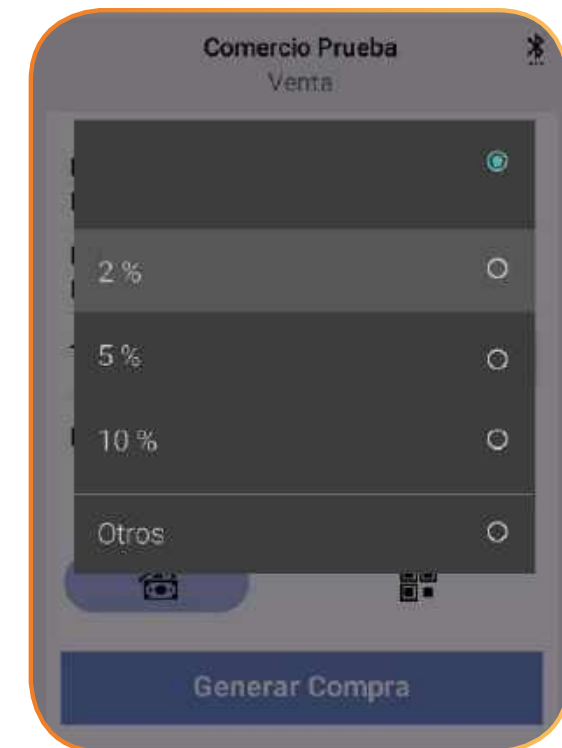 Comercio Prueba
Venta
2 %
5 %
10 %
Otros
Generar Compra